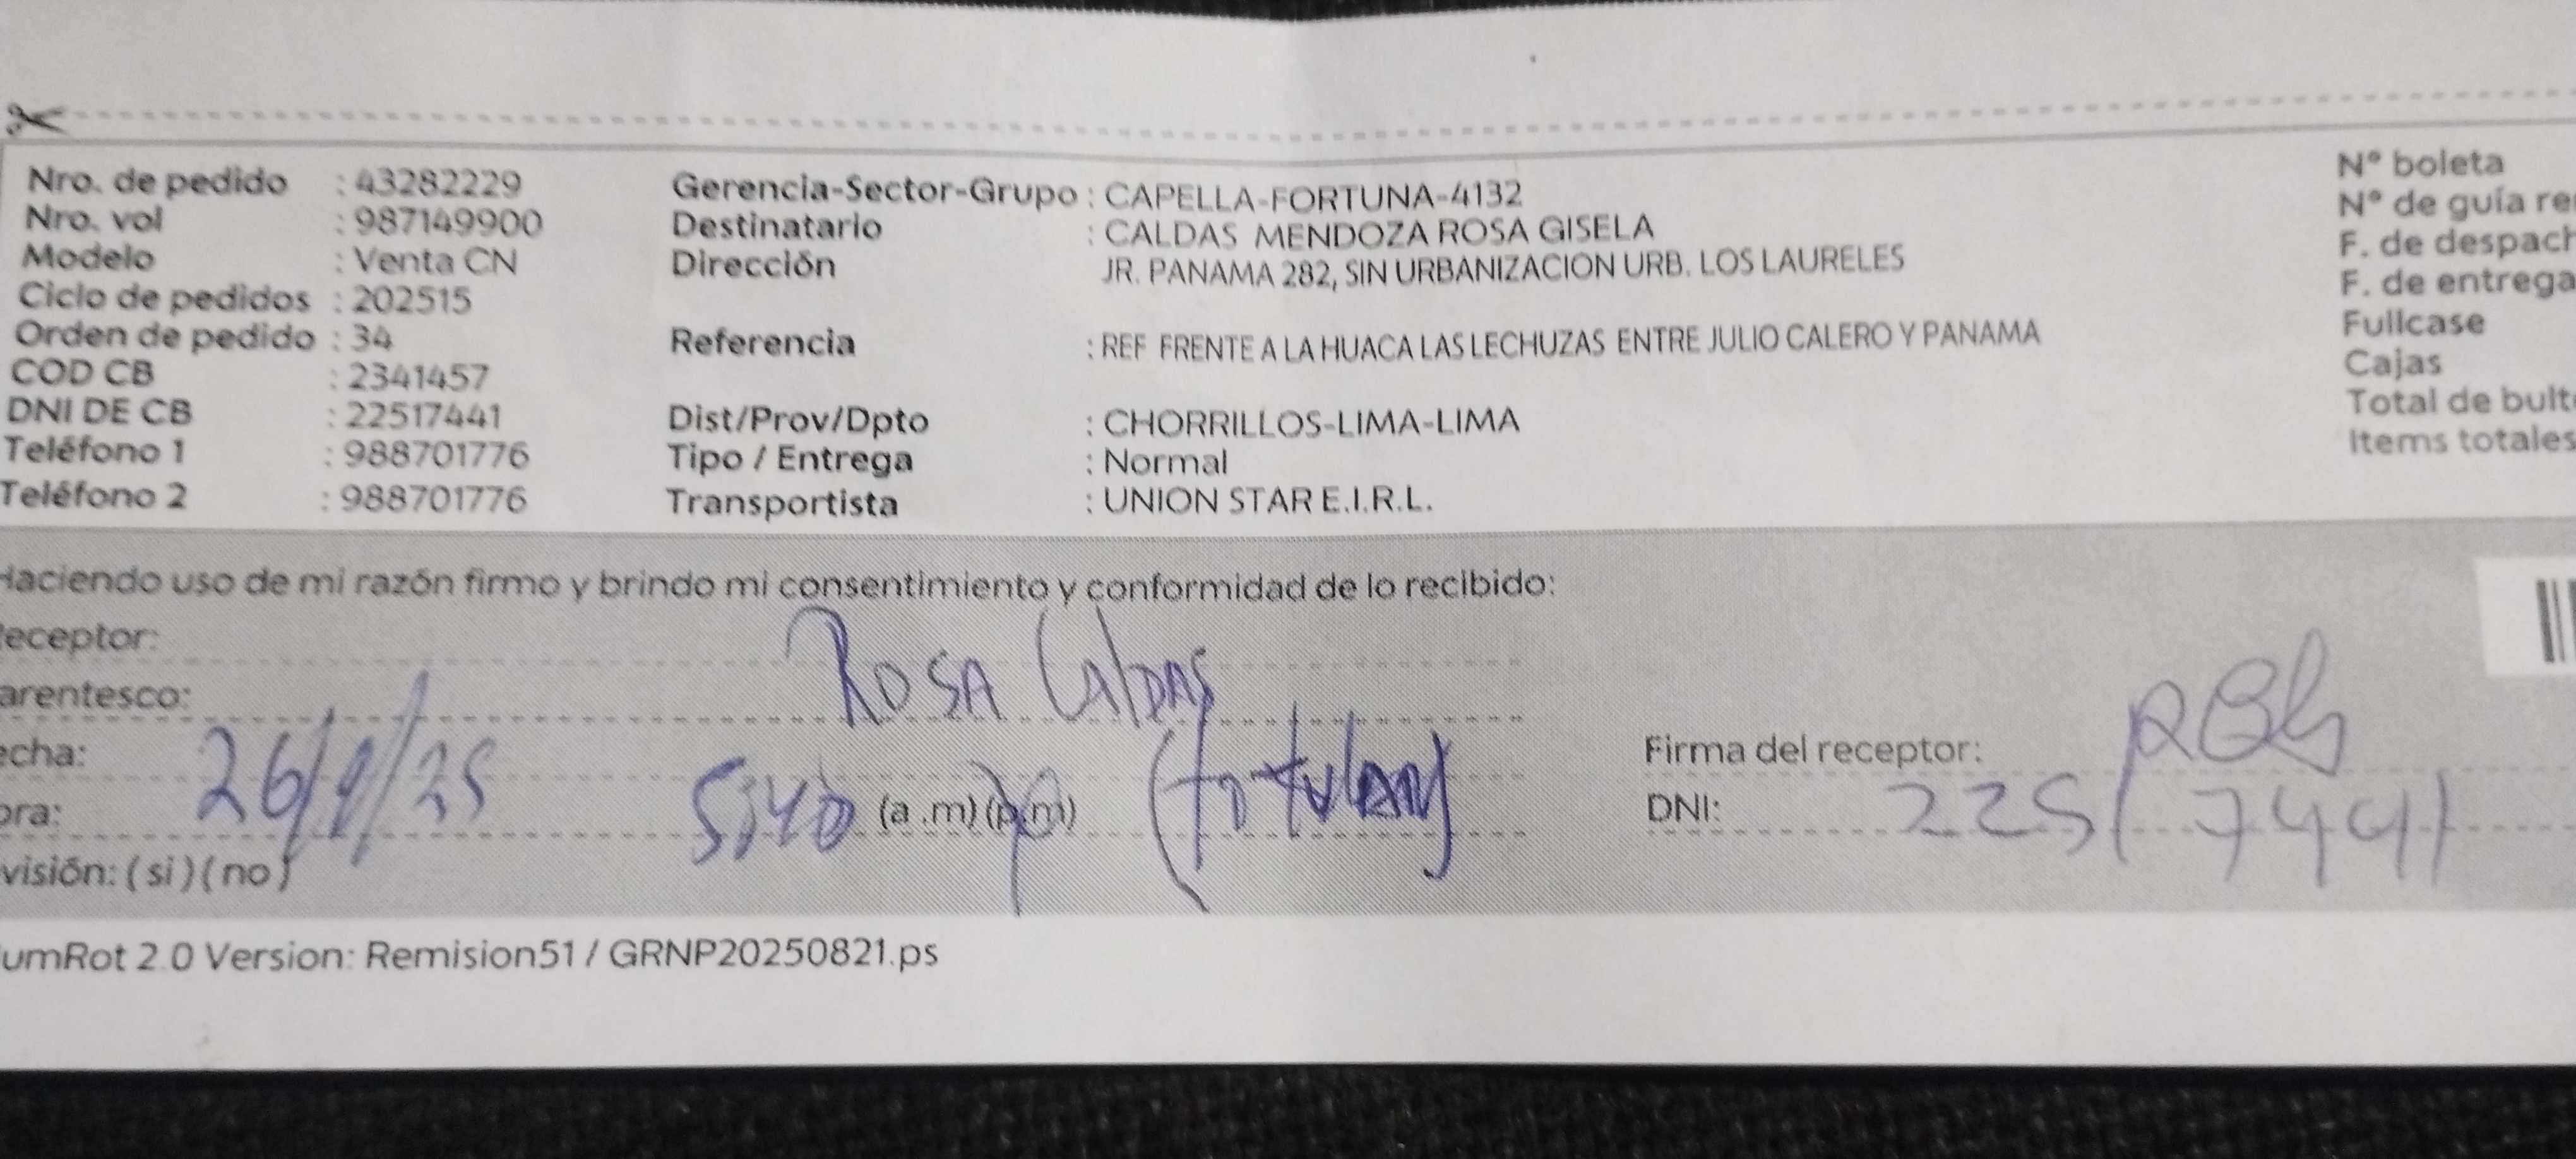 Nro. de pedido : 43282229
Nro. vol : 987149900
Modelo : Venta CN
Ciclo de pedidos : 202515
Orden de pedido : 34
COD CB : 2341457
DNI DE CB : 22517441
Teléfono 1 : 988701776
Teléfono 2 : 988701776
Gerencia-Sector-Grupo : CAPELLA-FORTUNA-4132
Destinatario : CALDAS MENDOZA ROSA GISELA
Dirección JR. PANAMA 282, SIN URBANIZACION URB. LOS LAURELES
Referencia : REF FRENTE A LA HUACA LAS LECHUZAS ENTRE JULIO CALERO Y PANAMA
Dist/Prov/Dpto : CHORRILLOS-LIMA-LIMA
Tipo / Entrega : Normal
Transportista : UNION STAR E.I.R.L.
N° boleta
N° de guía re
F. de despach
F. de entrega
Fullcase
Cajas
Total de bult
Items totales
Haciendo uso de mi razón firmo y brindo mi consentimiento y conformidad de lo recibido:
eceptor: Rosa Caldas
arentesco:
echa: 26/9/25
ora: 5:40 (a .m) (p.m)
visión: ( si ) ( no )
Firma del receptor:
DNI: 22517441
umRot 2.0 Version: Remision51 / GRNP20250821.ps